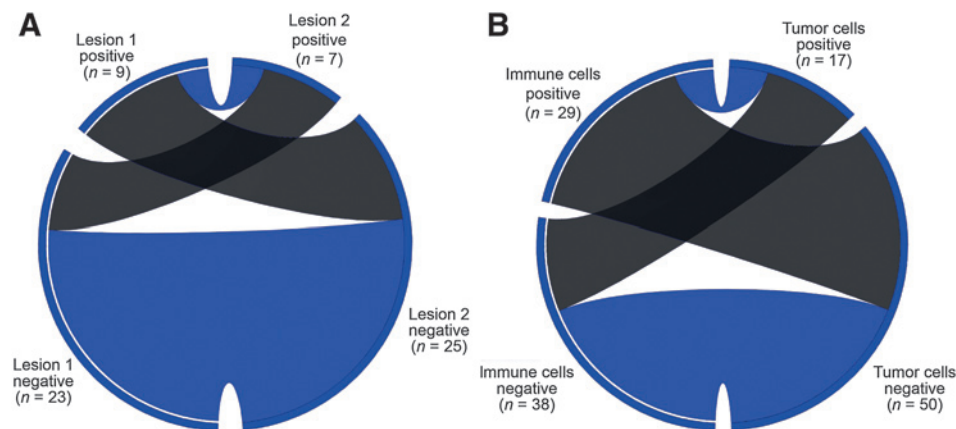 A
Lesion 1
positive
(n = 9)
Lesion 2
positive
(n = 7)
Lesion 1
negative
(n = 23)
Lesion 2
negative
(n = 25)
B
Immune cells
positive
(n = 29)
Tumor cells
positive
(n = 17)
Immune cells
negative
(n = 38)
Tumor cells
negative
(n = 50)